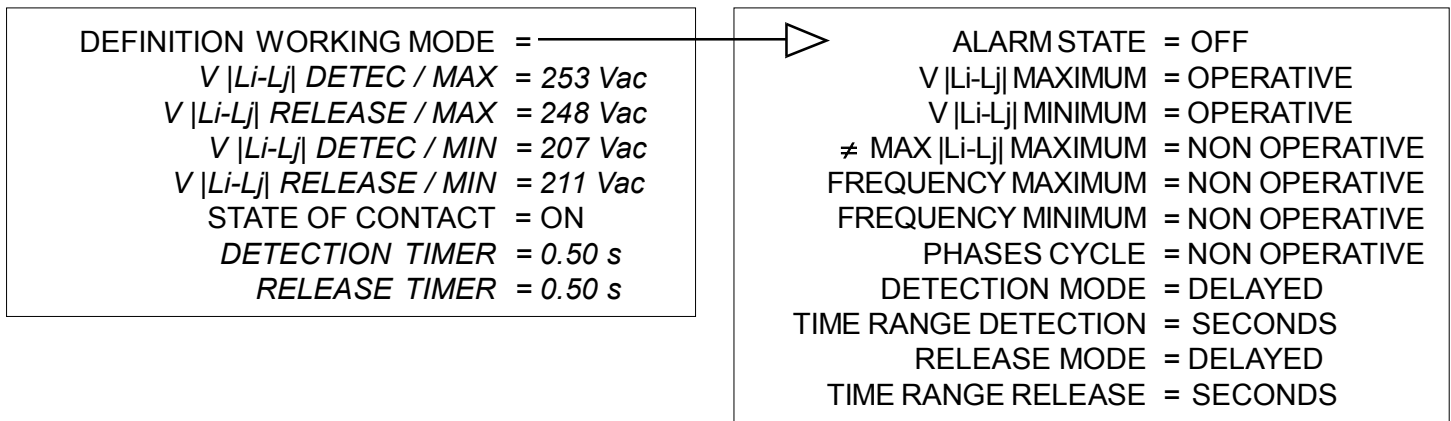 DEFINITION WORKING MODE =
V |Li-Lj| DETEC / MAX = 253 Vac
V |Li-Lj| RELEASE / MAX = 248 Vac
V |Li-Lj| DETEC / MIN = 207 Vac
V |Li-Lj| RELEASE / MIN = 211 Vac
STATE OF CONTACT = ON
DETECTION TIMER = 0.50 s
RELEASE TIMER = 0.50 s
ALARM STATE = OFF
V |Li-Lj| MAXIMUM = OPERATIVE
V |Li-Lj| MINIMUM = OPERATIVE
≠ MAX |Li-Lj| MAXIMUM = NON OPERATIVE
FREQUENCY MAXIMUM = NON OPERATIVE
FREQUENCY MINIMUM = NON OPERATIVE
PHASES CYCLE = NON OPERATIVE
DETECTION MODE = DELAYED
TIME RANGE DETECTION = SECONDS
RELEASE MODE = DELAYED
TIME RANGE RELEASE = SECONDS